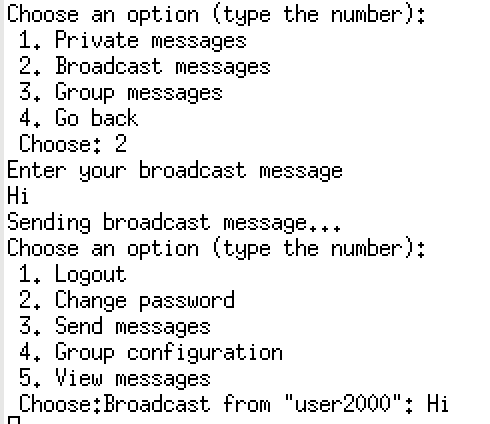 Choose an option (type the number):
1. Private messages
2. Broadcast messages
3. Group messages
4. Go back
Choose: 2
Enter your broadcast message
Hi
Sending broadcast message...
Choose an option (type the number):
1. Logout
2. Change password
3. Send messages
4. Group configuration
5. View messages
Choose:Broadcast from "user2000": Hi